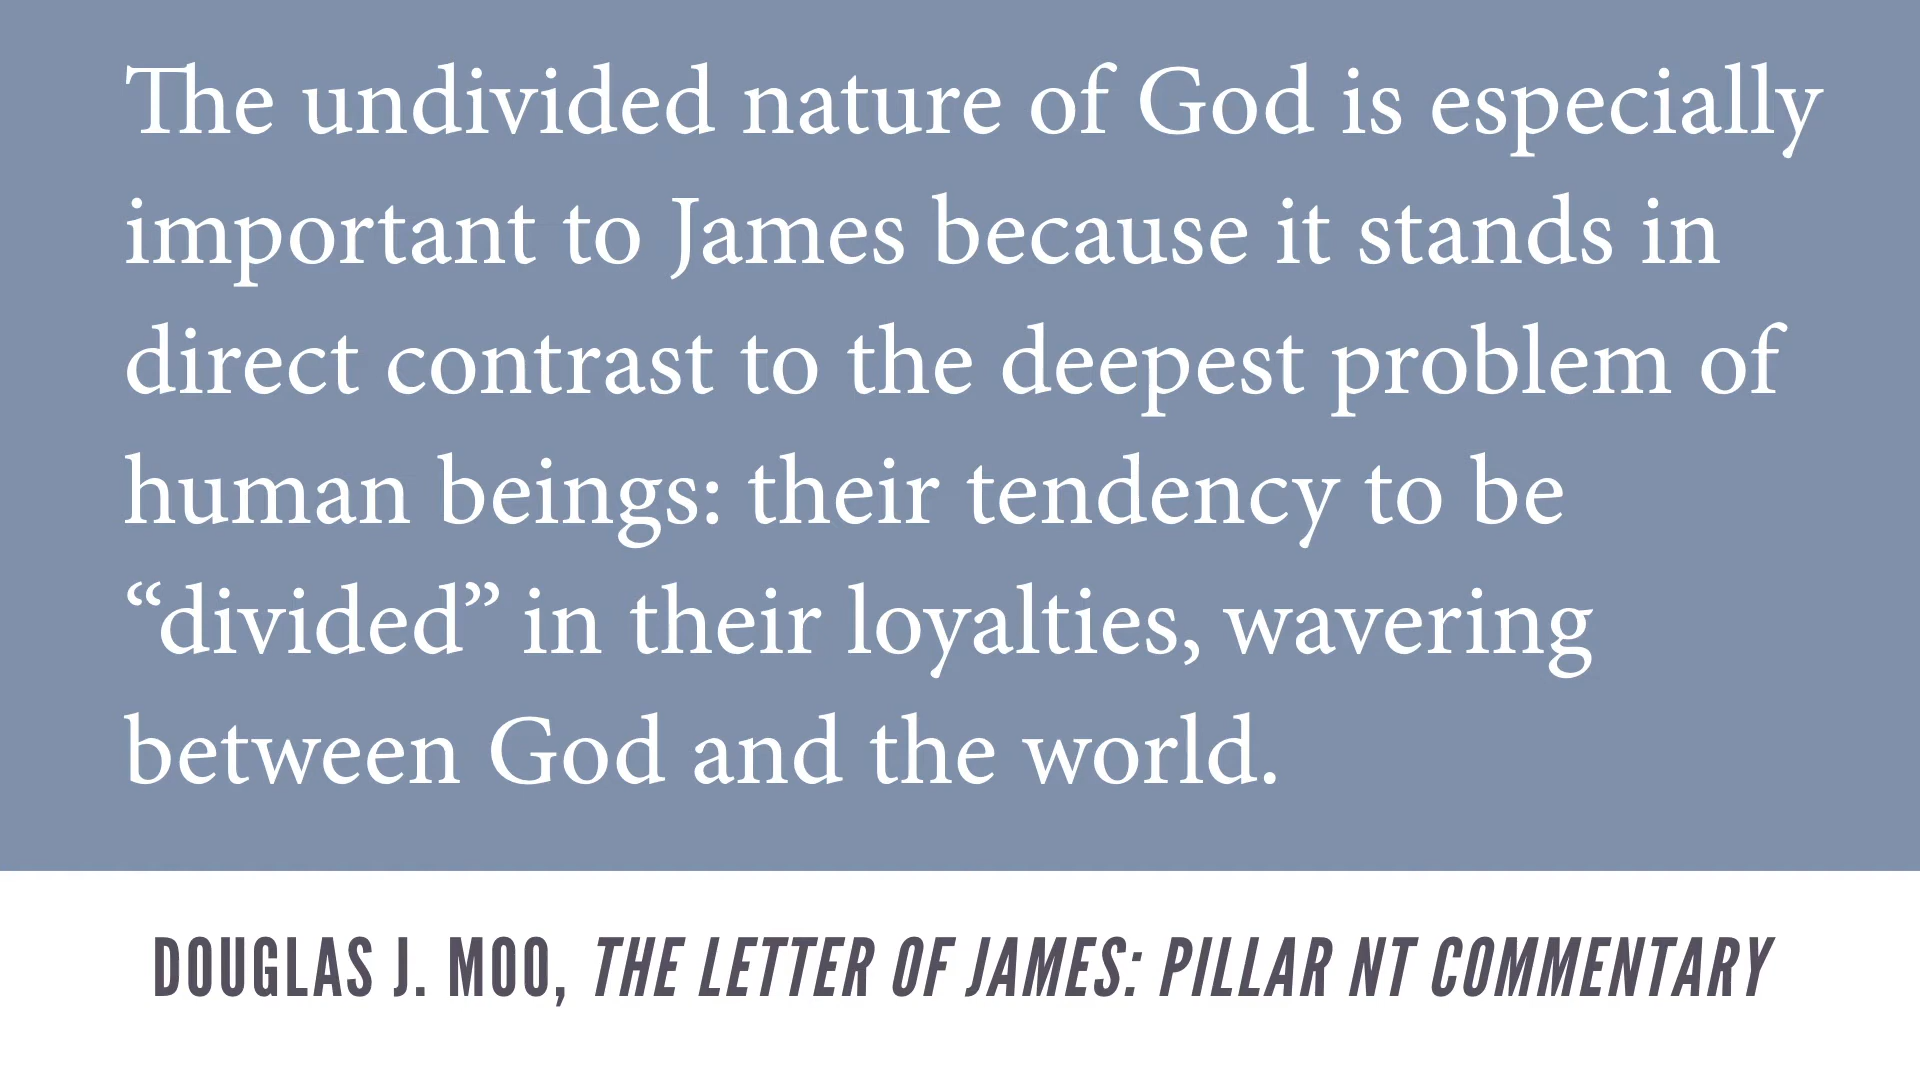 The undivided nature of God is especially
important to James because it stands in
direct contrast to the deepest problem of
human beings: their tendency to be
“divided” in their loyalties, wavering
between God and the world.
DOUGLAS J. MOO, THE LETTER OF JAMES: PILLAR NT COMMENTARY